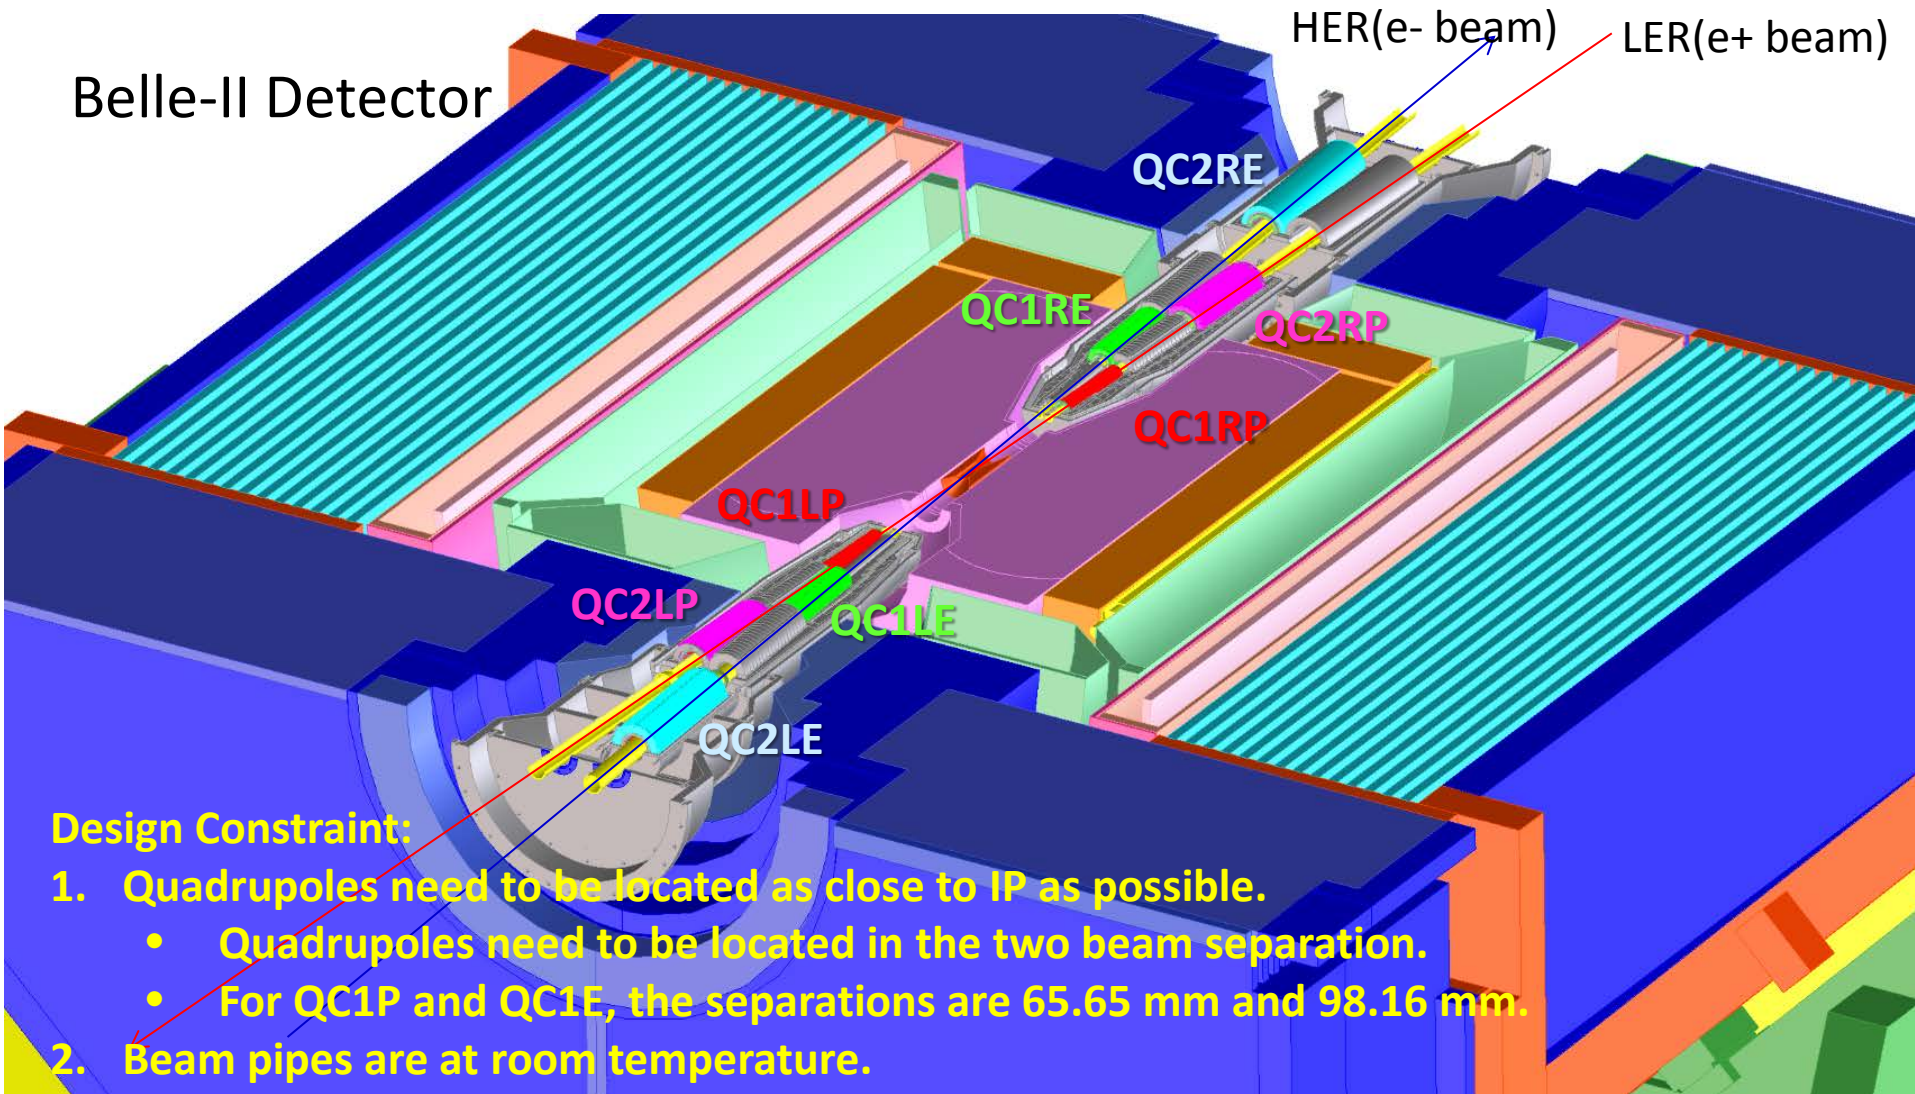 HER(e- beam)
LER(e+ beam)
Belle-II Detector
QC2RE
QC1RE
QC2RP
QC1RP
QC1LP
QC2LP
QC1LE
QC2LE
Design Constraint:
1. Quadrupoles need to be located as close to IP as possible.
• Quadrupoles need to be located in the two beam separation.
• For QC1P and QC1E, the separations are 65.65 mm and 98.16 mm.
2. Beam pipes are at room temperature.